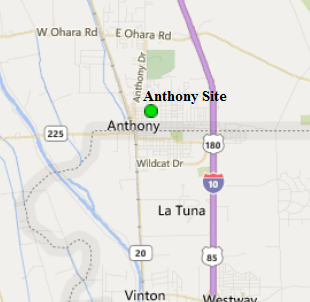 W Ohara Rd
E Ohara Rd
Anthony Dr
Anthony Site
Anthony
225
180
Wildcat Dr
10
La Tuna
20
85
Vinton
Westway